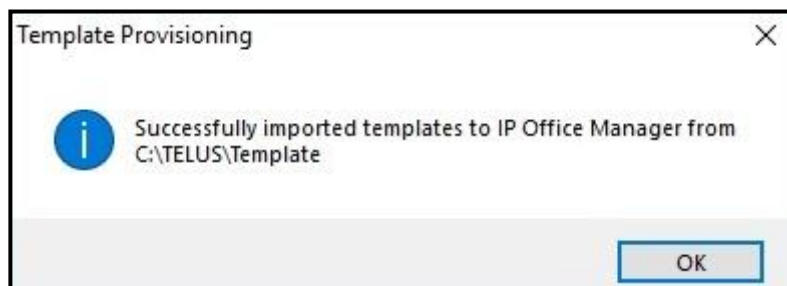 Template Provisioning
Successfully imported templates to IP Office Manager from
C:\TELUS\Template
OK